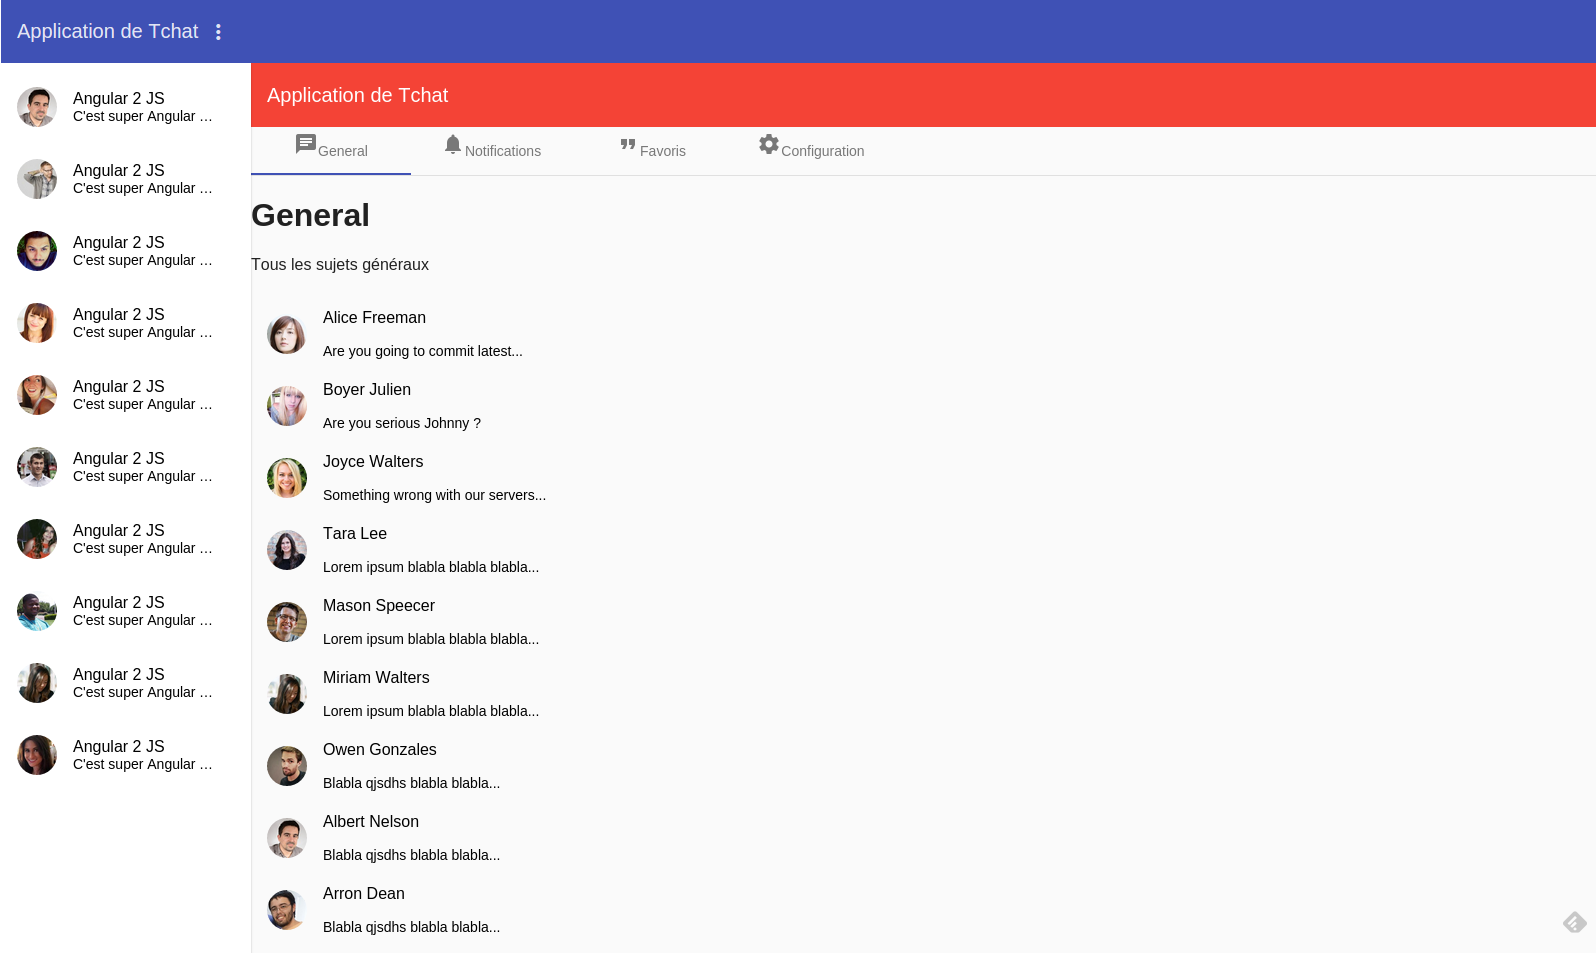 Application de Tchat
Angular 2 JS
C'est super Angular …
Angular 2 JS
C'est super Angular …
Angular 2 JS
C'est super Angular …
Angular 2 JS
C'est super Angular …
Angular 2 JS
C'est super Angular …
Angular 2 JS
C'est super Angular …
Angular 2 JS
C'est super Angular …
Angular 2 JS
C'est super Angular …
Angular 2 JS
C'est super Angular …
Angular 2 JS
C'est super Angular …
Application de Tchat
General Notifications Favoris Configuration
General
Tous les sujets généraux
Alice Freeman
Are you going to commit latest...
Boyer Julien
Are you serious Johnny ?
Joyce Walters
Something wrong with our servers...
Tara Lee
Lorem ipsum blabla blabla blabla...
Mason Speecer
Lorem ipsum blabla blabla blabla...
Miriam Walters
Lorem ipsum blabla blabla blabla...
Owen Gonzales
Blabla qjsdhs blabla blabla...
Albert Nelson
Blabla qjsdhs blabla blabla...
Arron Dean
Blabla qjsdhs blabla blabla...